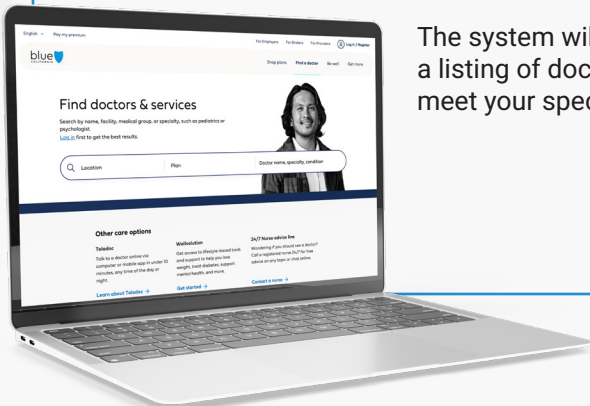 English
Pay my premium
For Employers
For Brokers
For Providers
Log in / Register
blue
CALIFORNIA
Shop plans
Find a doctor
Be well
Get more
Find doctors & services
Search by name, facility, medical group, or specialty, such as pediatrics or
psychologist.
Log in first to get the best results.
Location
Plan
Doctor name, specialty, condition
Other care options
Teladoc
Talk to a doctor online via
computer or mobile app in under 10
minutes, any time of the day or
night.
Learn about Teladoc →
Wellvolution
Get access to lifestyle-based tools
and support to help you lose
weight, treat diabetes, support
mental health, and more.
Get started →
24/7 Nurse advice line
Wondering if you should see a doctor?
Call a registered nurse 24/7 for free
advice on any topic or chat online.
Contact a nurse →
The system wil
a listing of doc
meet your spec